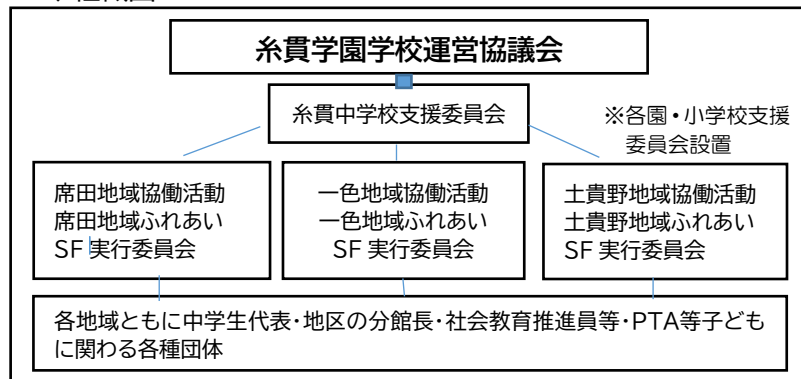 糸貫学園学校運営協議会
糸貫中学校支援委員会
※各園・小学校支援
委員会設置
席田地域協働活動
席田地域ふれあい
SF 実行委員会
一色地域協働活動
一色地域ふれあい
SF 実行委員会
土貴野地域協働活動
土貴野地域ふれあい
SF 実行委員会
各地域ともに中学生代表・地区の分館長・社会教育推進員等・PTA等子ども
に関わる各種団体